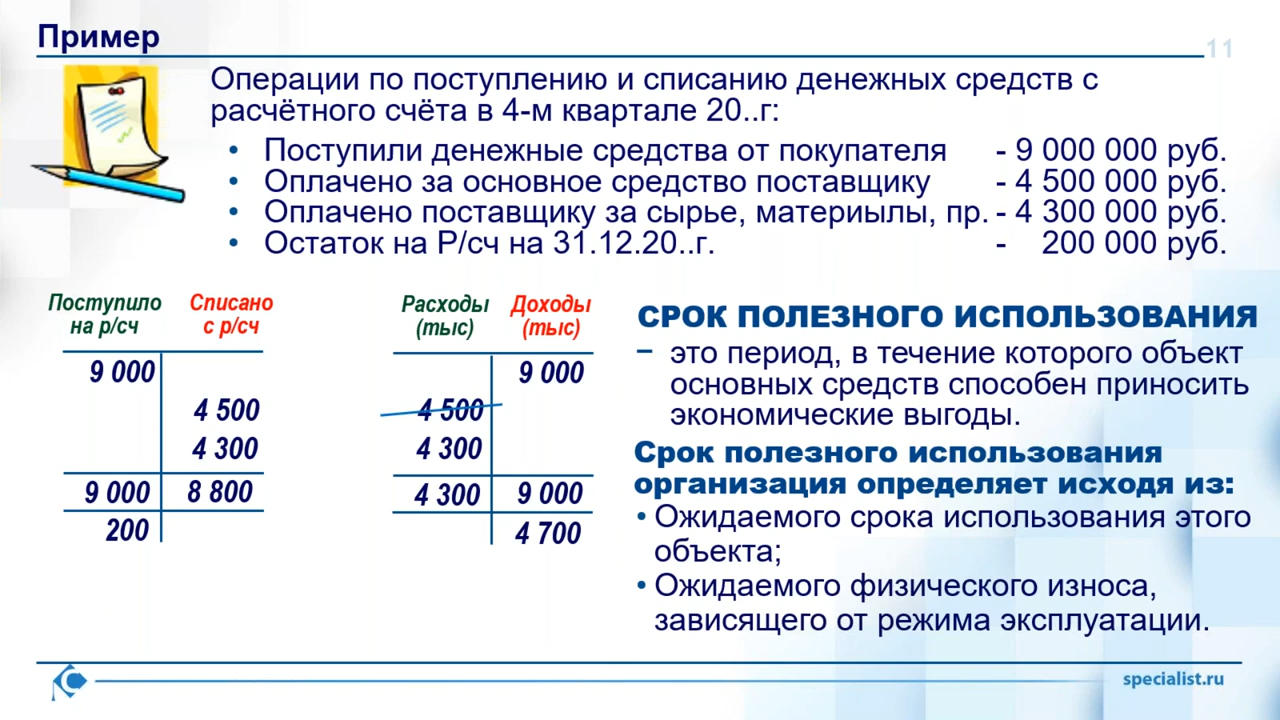 Пример
11
Операции по поступлению и списанию денежных средств с
расчётного счёта в 4-м квартале 20..г:
• Поступили денежные средства от покупателя - 9 000 000 руб.
• Оплачено за основное средство поставщику - 4 500 000 руб.
• Оплачено поставщику за сырье, материылы, пр. - 4 300 000 руб.
• Остаток на Р/сч на 31.12.20..г. - 200 000 руб.
Поступило Списано
на р/сч с р/сч
9 000
4 500
4 300
9 000 8 800
200
Расходы Доходы
(тыс) (тыс)
9 000
4 500
4 300
4 300 9 000
4 700
СРОК ПОЛЕЗНОГО ИСПОЛЬЗОВАНИЯ
– это период, в течение которого объект
основных средств способен приносить
экономические выгоды.
Срок полезного использования
организация определяет исходя из:
• Ожидаемого срока использования этого
объекта;
• Ожидаемого физического износа,
зависящего от режима эксплуатации.
specialist.ru